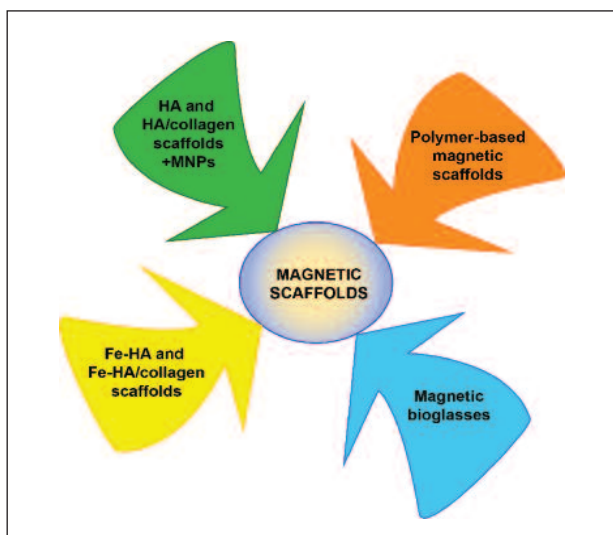 HA and
HA/collagen
scaffolds
+MNPs
Polymer-based
magnetic
scaffolds
MAGNETIC
SCAFFOLDS
Fe-HA and
Fe-HA/collagen
scaffolds
Magnetic
bioglasses